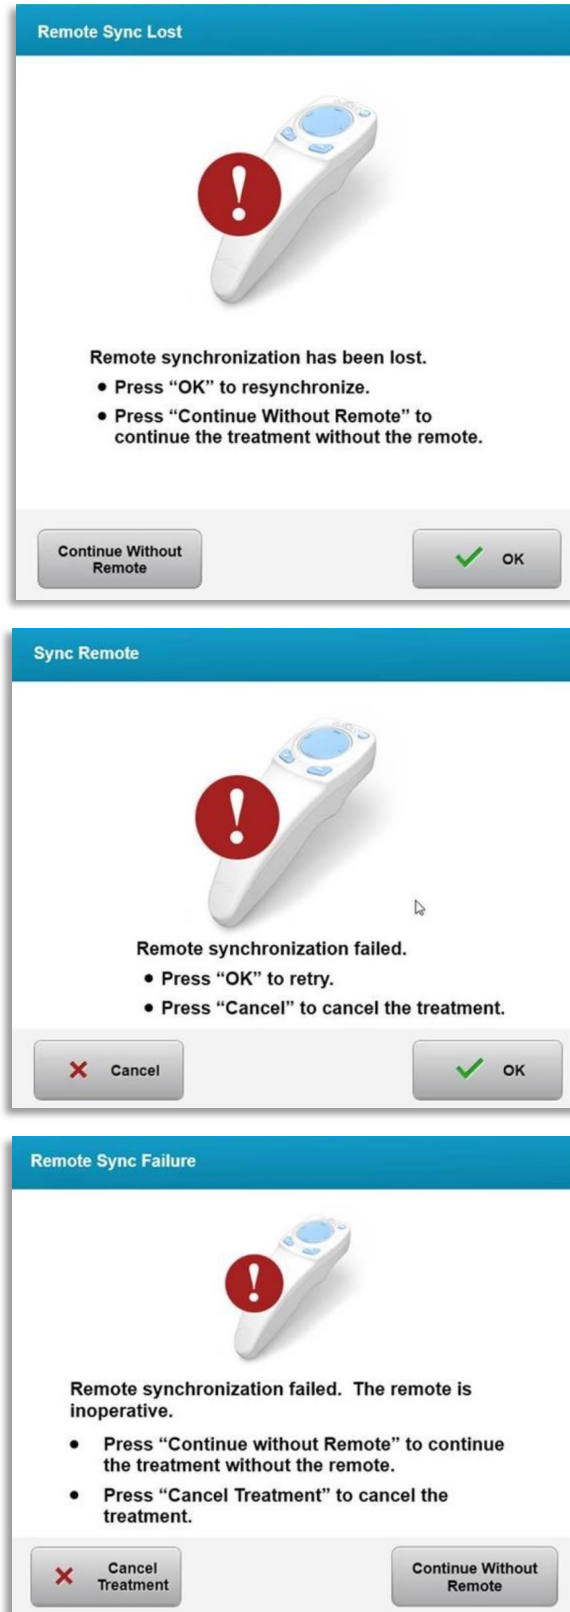 Remote Sync Lost
Remote synchronization has been lost.
• Press “OK” to resynchronize.
• Press “Continue Without Remote” to
continue the treatment without the remote.
Continue Without
Remote
OK
Sync Remote
Remote synchronization failed.
• Press “OK” to retry.
• Press “Cancel” to cancel the treatment.
Cancel
OK
Remote Sync Failure
Remote synchronization failed.  The remote is
inoperative.
• Press “Continue without Remote” to continue
the treatment without the remote.
• Press “Cancel Treatment” to cancel the
treatment.
Cancel
Treatment
Continue Without
Remote